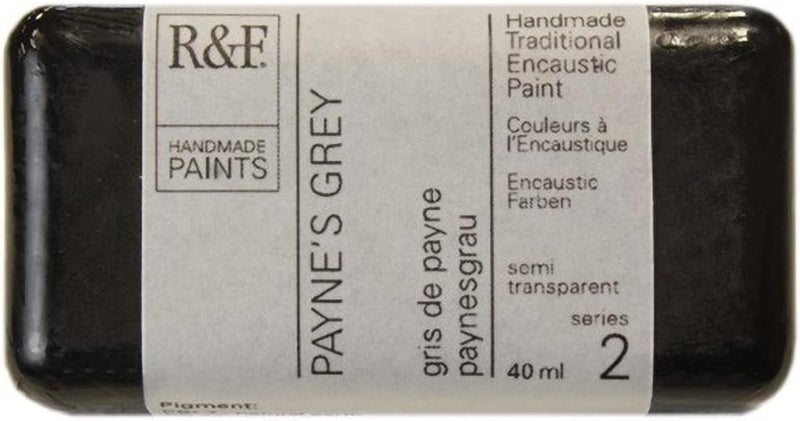 R&F.
HANDMADE
PAINTS
PAYNE'S GREY
gris de payne
paynesgrau
Handmade
Traditional
Encaustic
Paint
Couleurs à
l'Encaustique
Encaustic
Farben
semi
transparent
series
40 ml 2
Pigment: